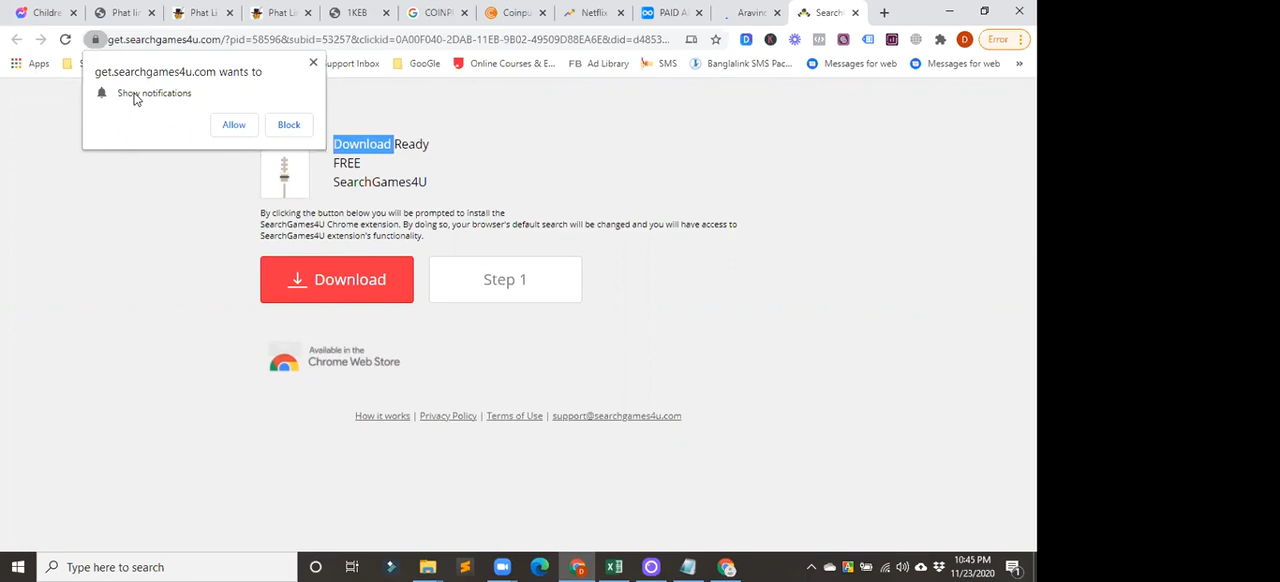 Childre
Phat lin
Phat Li
Phat Li
1KEB
COINP
Coinpu
Netflix
PAID A
Aravin
Search
get.searchgames4u.com/?pid=58596&subid=53257&clickid=0A00F040-2DAB-11EB-9B02-49509D88EA6E&did=d4853...
D
Error
Apps
S
upport Inbox
GooGle
Online Courses & E...
FB Ad Library
SMS
Banglalink SMS Pac...
Messages for web
Messages for web
»
get.searchgames4u.com wants to
Show notifications
Allow
Block
Download Ready
FREE
SearchGames4U
By clicking the button below you will be prompted to install the
SearchGames4U Chrome extension. By doing so, your browser's default search will be changed and you will have access to
SearchGames4U extension's functionality.
Download
Step 1
Available in the
Chrome Web Store
How it works | Privacy Policy | Terms of Use | support@searchgames4u.com
Type here to search
10:45 PM
11/23/2020